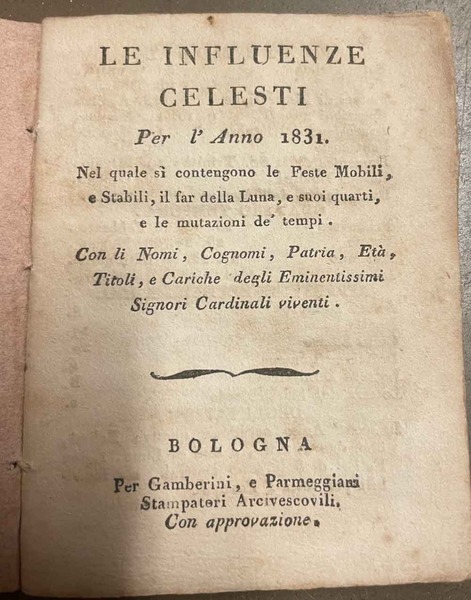 LE INFLUENZE
CELESTI
Per l' Anno 1831.
Nel quale sì contengono le Feste Mobili,
e Stabili, il far della Luna, e suoi quarti,
e le mutazioni de' tempi.
Con li Nomi, Cognomi, Patria, Età,
Titoli, e Cariche degli Eminentissimi
Signori Cardinali viventi.
BOLOGNA
Per Gamberini, e Parmeggiani
Stampatori Arcivescovili.
Con approvazione.